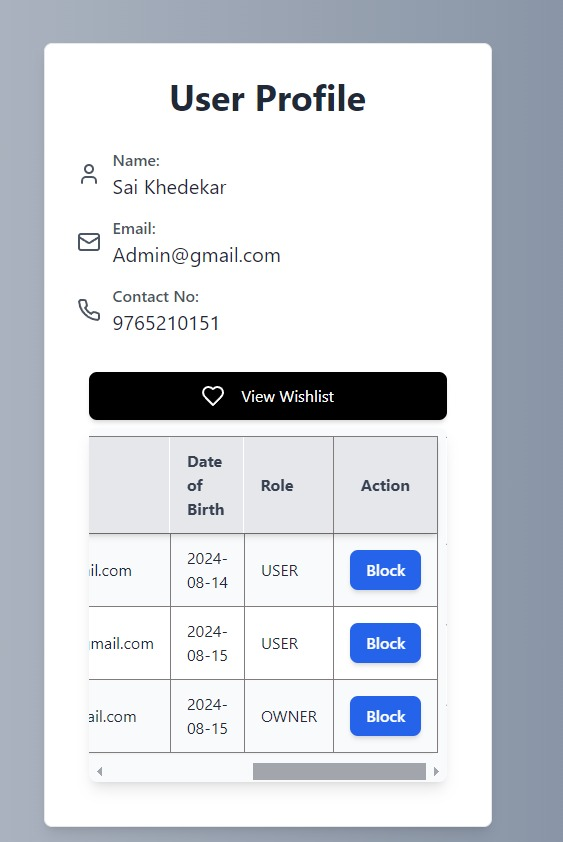 User Profile
Name:
Sai Khedekar
Email:
Admin@gmail.com
Contact No:
9765210151
View Wishlist
Date
of
Birth
Role
Action
il.com
2024-
08-14
USER
Block
gmail.com
2024-
08-15
USER
Block
ail.com
2024-
08-15
OWNER
Block